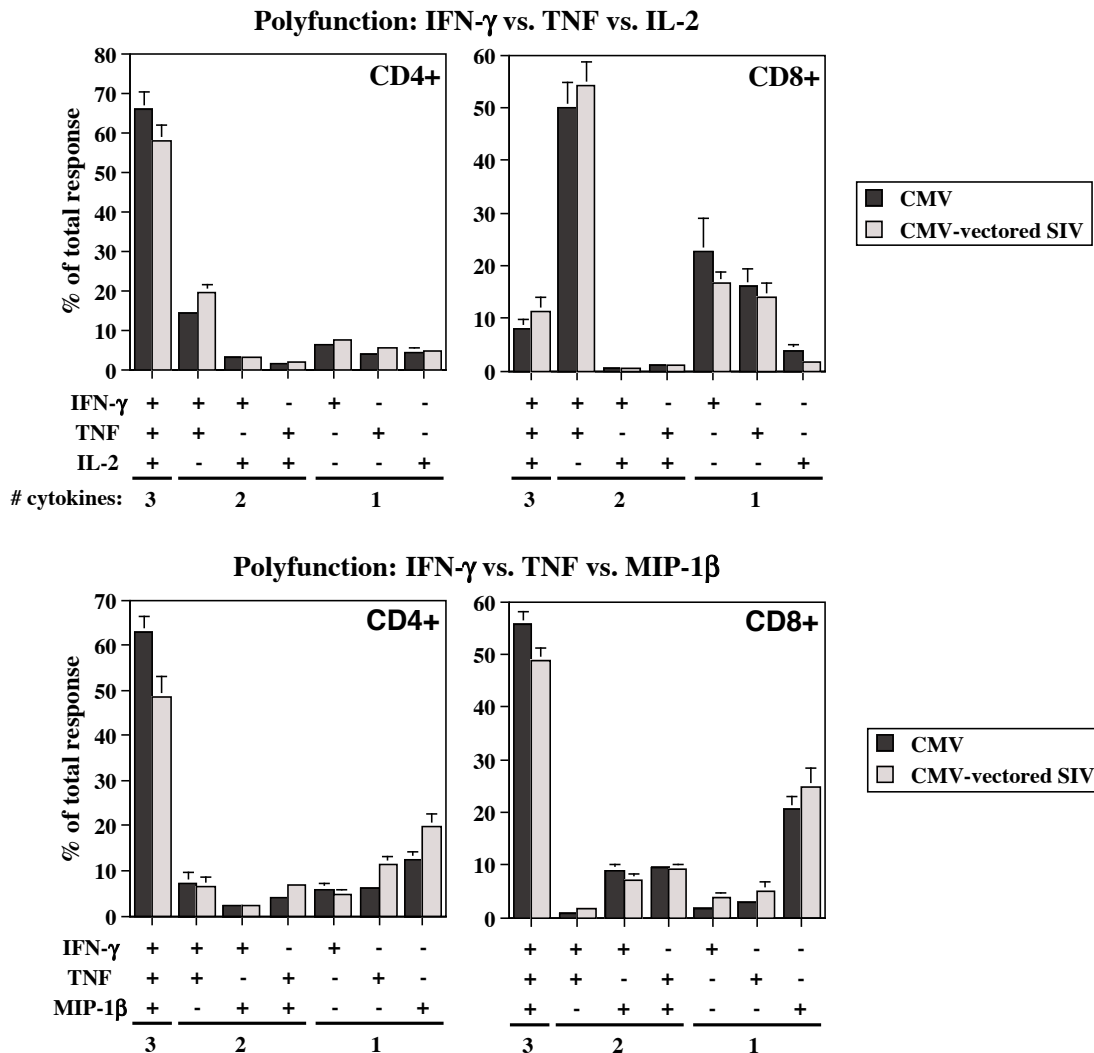 Polyfunction: IFN-γ vs. TNF vs. IL-2
% of total response
80
70
60
50
40
30
20
10
0
CD4+
60
50
40
30
20
10
0
CD8+
CMV
CMV-vectored SIV
IFN-γ + + + - + - - + + + - + - -
TNF + + - + - + - + + - + - + -
IL-2 + - + + - - + + - + + - - +
# cytokines: 3 2 1 3 2 1
Polyfunction: IFN-γ vs. TNF vs. MIP-1β
% of total response
70
60
50
40
30
20
10
0
CD4+
60
50
40
30
20
10
0
CD8+
CMV
CMV-vectored SIV
IFN-γ + + + - + - - + + + - + - -
TNF + + - + - + - + + - + - + -
MIP-1β + - + + - - + + - + + - - +
3 2 1 3 2 1